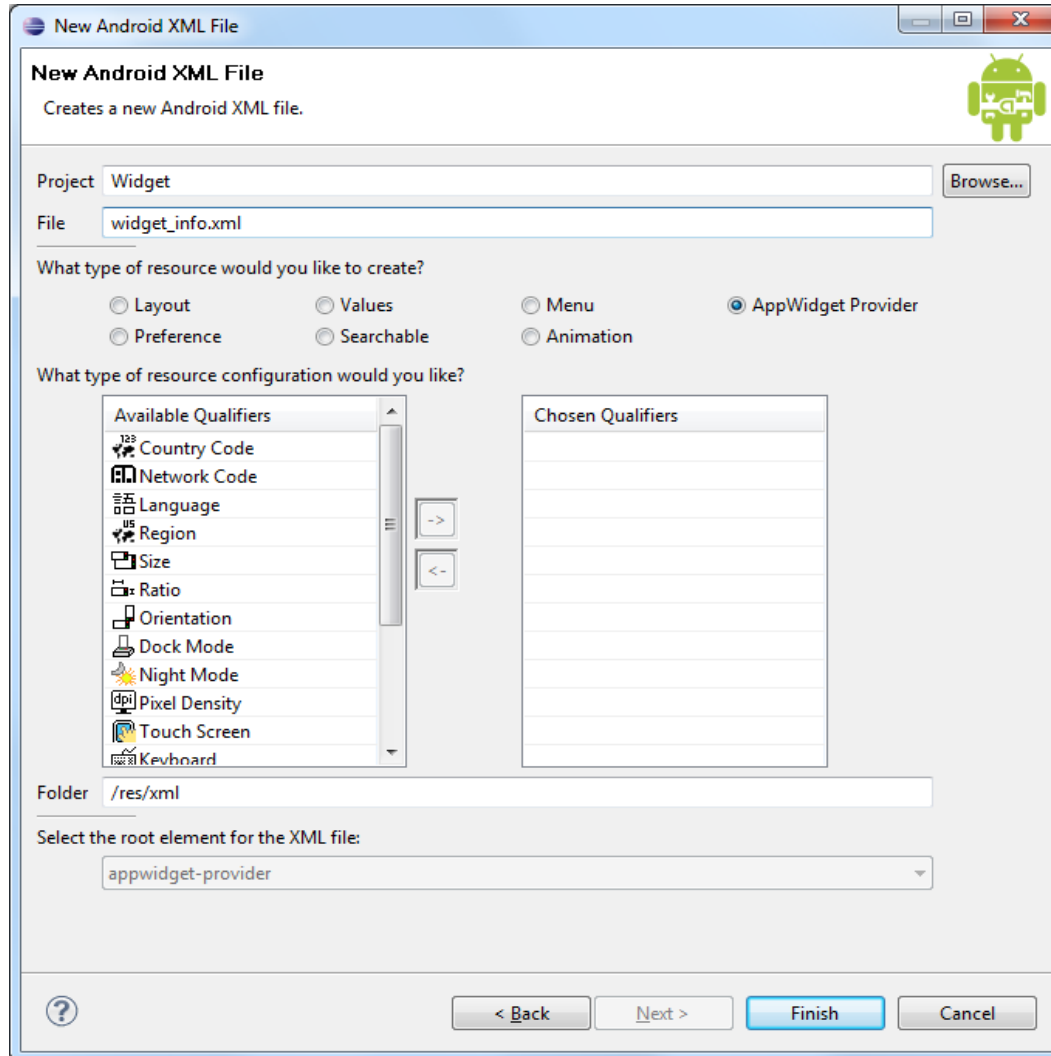 New Android XML File
New Android XML File
Creates a new Android XML file.
Project Widget Browse...
File widget_info.xml
What type of resource would you like to create?
Layout Values Menu AppWidget Provider
Preference Searchable Animation
What type of resource configuration would you like?
Available Qualifiers Chosen Qualifiers
123 Country Code
Network Code
語 Language
US Region
Size
Ratio
Orientation
Dock Mode
Night Mode
dpi Pixel Density
Touch Screen
Keyboard
->
<-
Folder /res/xml
Select the root element for the XML file:
appwidget-provider
? < Back Next > Finish Cancel